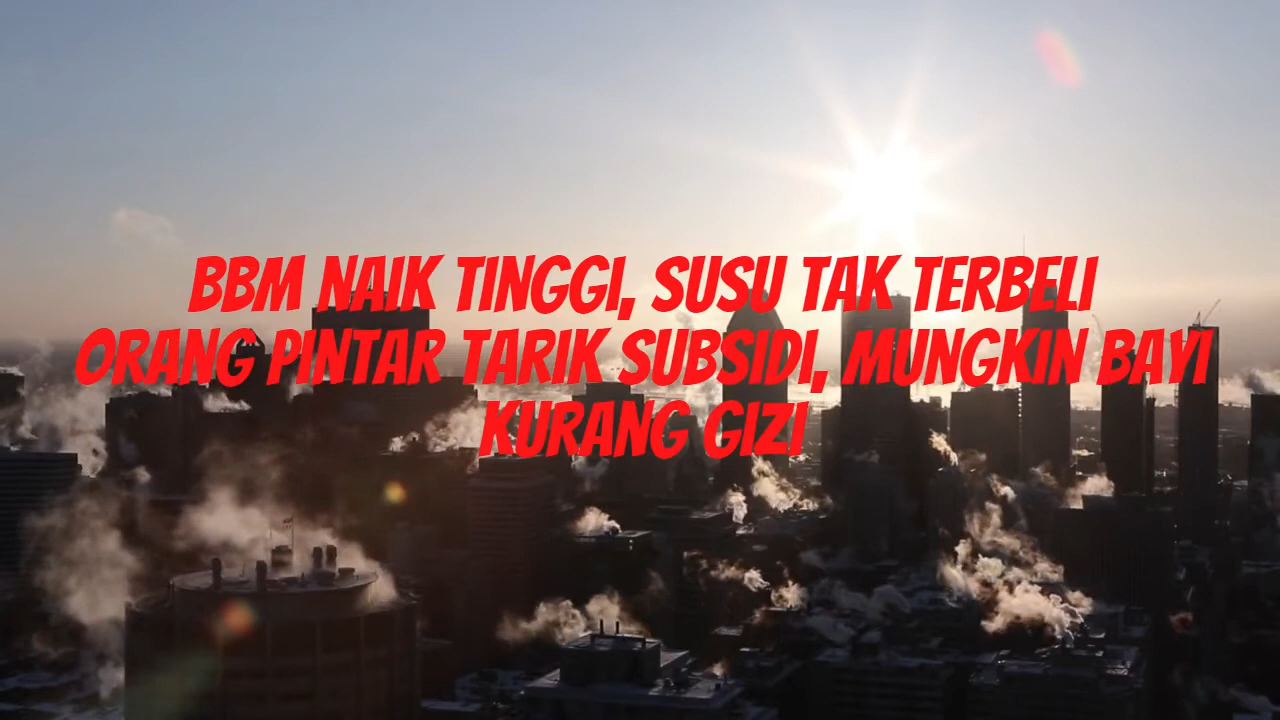 BBM NAIK TINGGI, SUSU TAK TERBELI
ORANG PINTAR TARIK SUBSIDI, MUNGKIN BAYI
KURANG GIZI